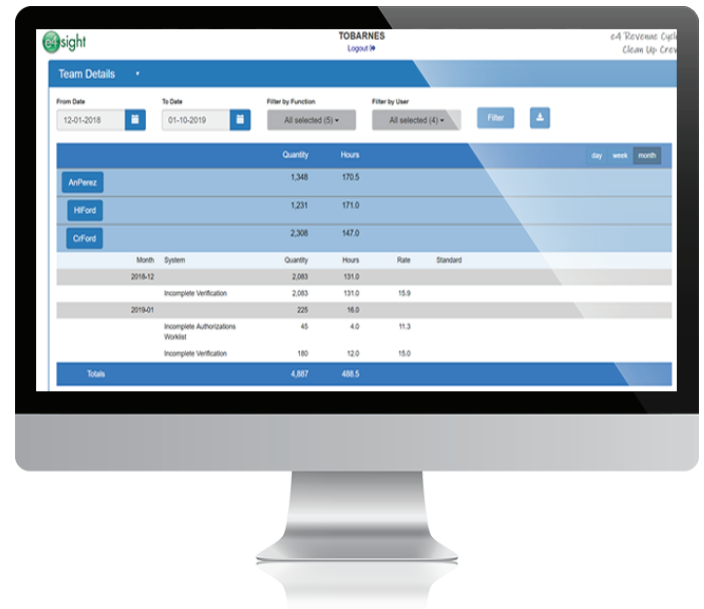 e4sight
TOBARNES
Logout
e4 Revenue Cycl
Clean Up Crew
Team Details
From Date To Date Filter by Function Filter by User
12-01-2018 01-10-2019 All selected (5) All selected (4) Filter
Quantity Hours day week month
AnPerez 1,348 170.5
HlFord 1,231 171.0
CrFord 2,308 147.0
Month System Quantity Hours Rate Standard
2018-12 2,083 131.0
Incomplete Verification 2,083 131.0 15.9
2019-01 225 16.0
Incomplete Authorizations 45 4.0 11.3
Worklist
Incomplete Verification 180 12.0 15.0
Totals 4,887 488.5